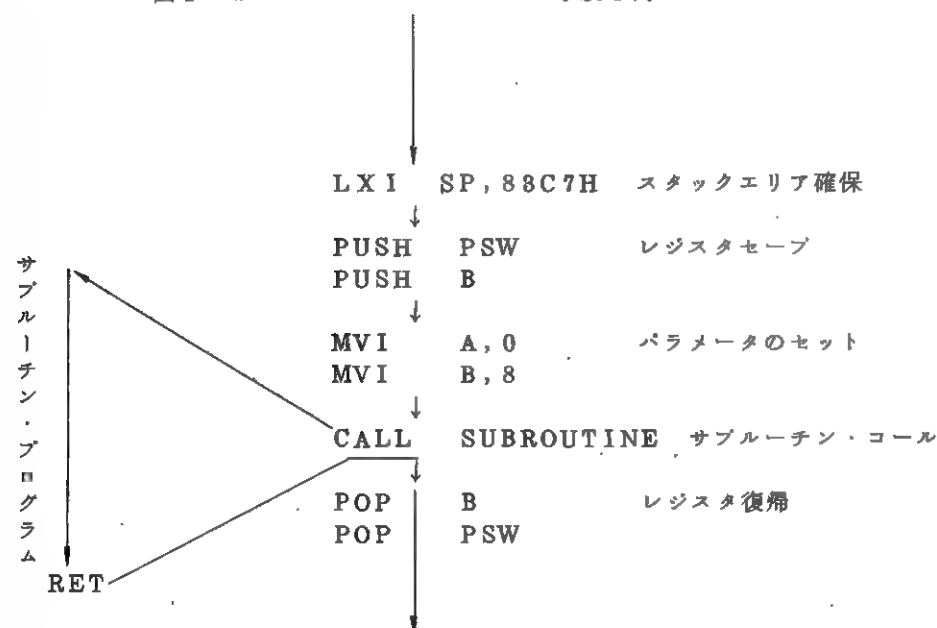 LXI SP,83C7H スタックエリア確保
PUSH PSW レジスタセーブ
PUSH B
MVI A,0 パラメータのセット
MVI B,8
CALL SUBROUTINE サブルーチン・コール
POP B レジスタ復帰
POP PSW
サブルーチン・プログラム
RET